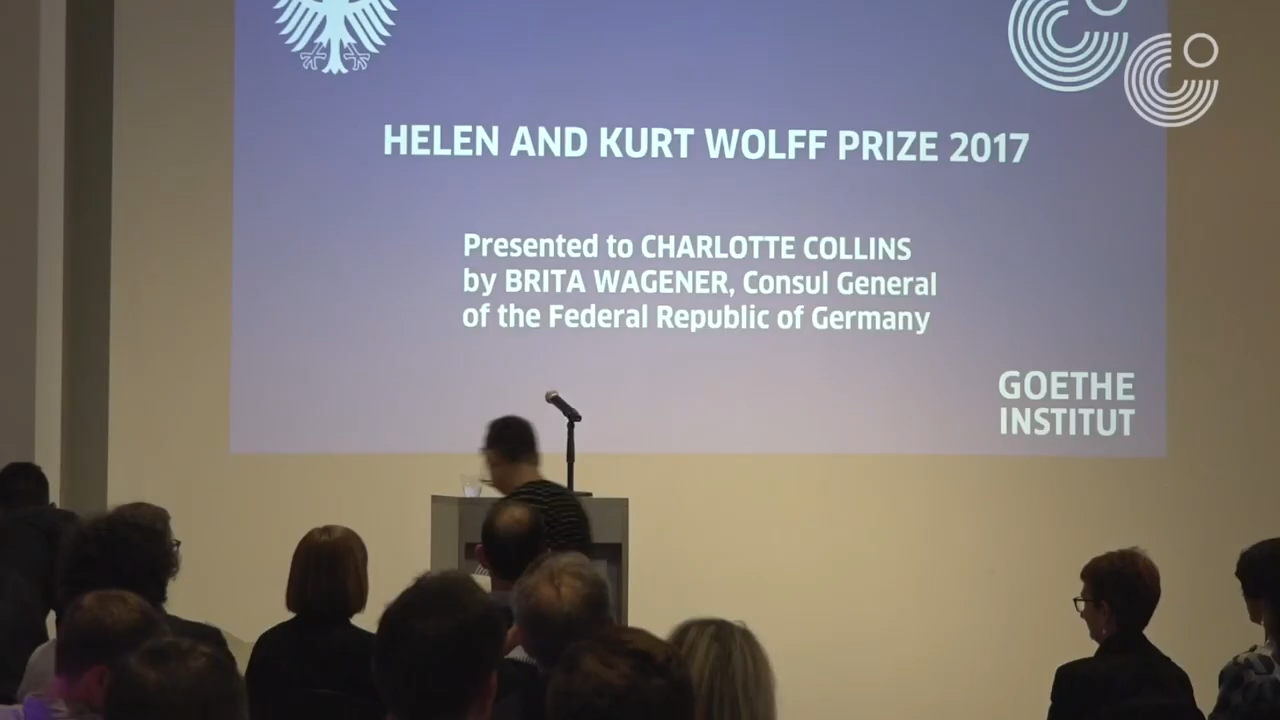 HELEN AND KURT WOLFF PRIZE 2017
Presented to CHARLOTTE COLLINS
by BRITA WAGENER, Consul General
of the Federal Republic of Germany
GOETHE
INSTITUT